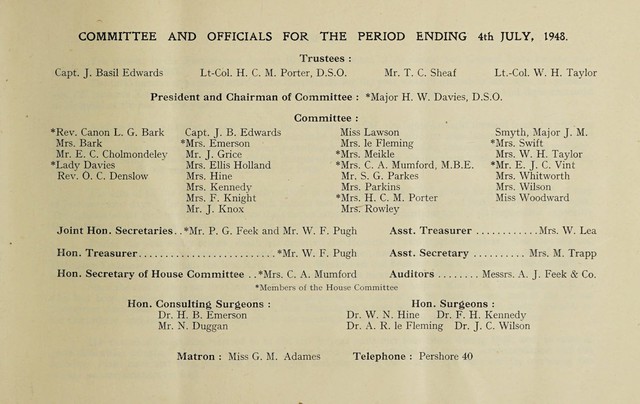 COMMITTEE AND OFFICIALS FOR THE PERIOD ENDING 4th JULY, 1948.
Trustees :
Capt. J. Basil Edwards Lt-Col. H. C. M. Porter, D.S.O. Mr. T. C. Sheaf Lt.-Col. W. H. Taylor
President and Chairman of Committee : *Major H. W. Davies, D.S.O.
Committee :
*Rev. Canon L. G. Bark Capt. J. B. Edwards Miss Lawson Smyth, Major J. M.
Mrs. Bark *Mrs. Emerson Mrs. le Fleming *Mrs. Swift
Mr. E. C. Cholmondeley Mr. J. Grice *Mrs. Meikle Mrs. W. H. Taylor
*Lady Davies Mrs. Ellis Holland *Mrs. C. A. Mumford, M.B.E. *Mr. E. J. C. Vint
Rev. O. C. Denslow Mrs. Hine Mr. S. G. Parkes Mrs. Whitworth
Mrs. Kennedy Mrs. Parkins Mrs. Wilson
Mrs. F. Knight *Mrs. H. C. M. Porter Miss Woodward
Mr. J. Knox Mrs. Rowley
Joint Hon. Secretaries..*Mr. P. G. Feek and Mr. W. F. Pugh Asst. Treasurer ............Mrs. W. Lea
Hon. Treasurer..........................*Mr. W. F. Pugh Asst. Secretary .......... Mrs. M. Trapp
Hon. Secretary of House Committee ..*Mrs. C. A. Mumford Auditors ........ Messrs. A. J. Feek & Co.
*Members of the House Committee
Hon. Consulting Surgeons : Hon. Surgeons :
Dr. H. B. Emerson Dr. W. N. Hine Dr. F. H. Kennedy
Mr. N. Duggan Dr. A. R. le Fleming Dr. J. C. Wilson
Matron : Miss G. M. Adames Telephone : Pershore 40